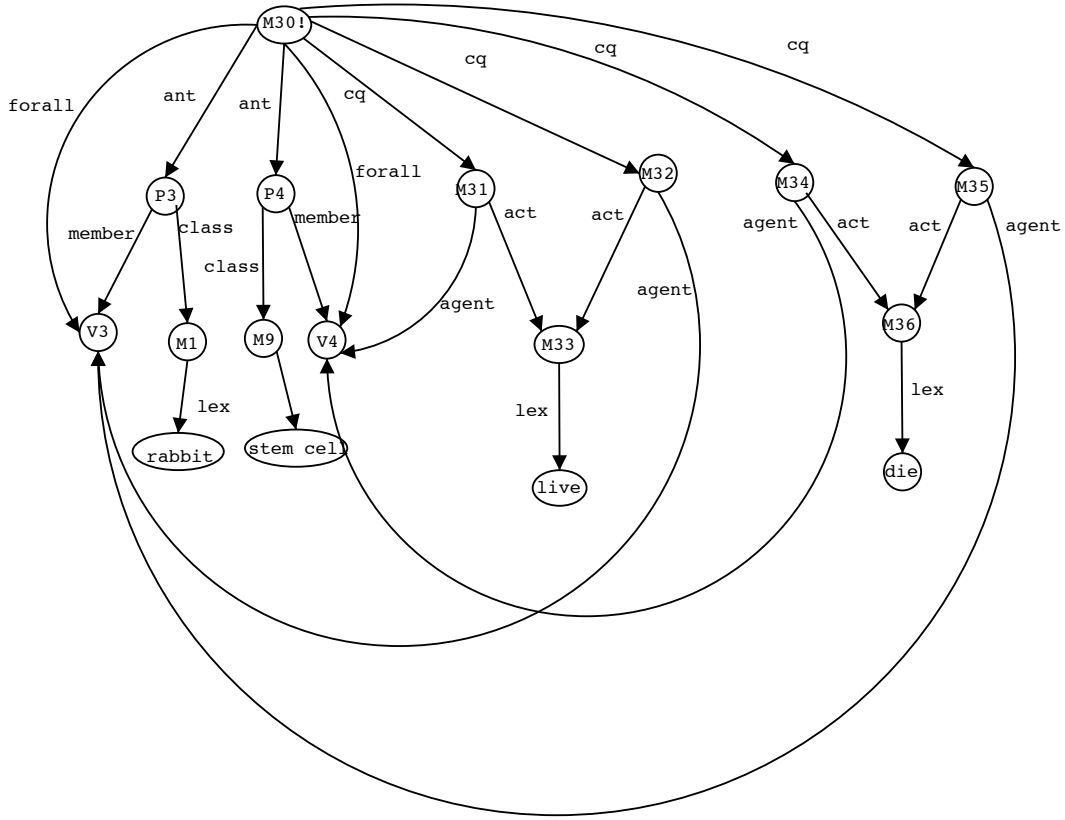 M30!
cq
cq
cq
cq
ant
ant
forall
forall
M31
M32
M34
M35
P3
P4
member
class
member
act
act
agent
act
act
agent
class
agent
agent
V3
M1
M9
V4
M33
M36
lex
lex
lex
rabbit
stem cell
live
die